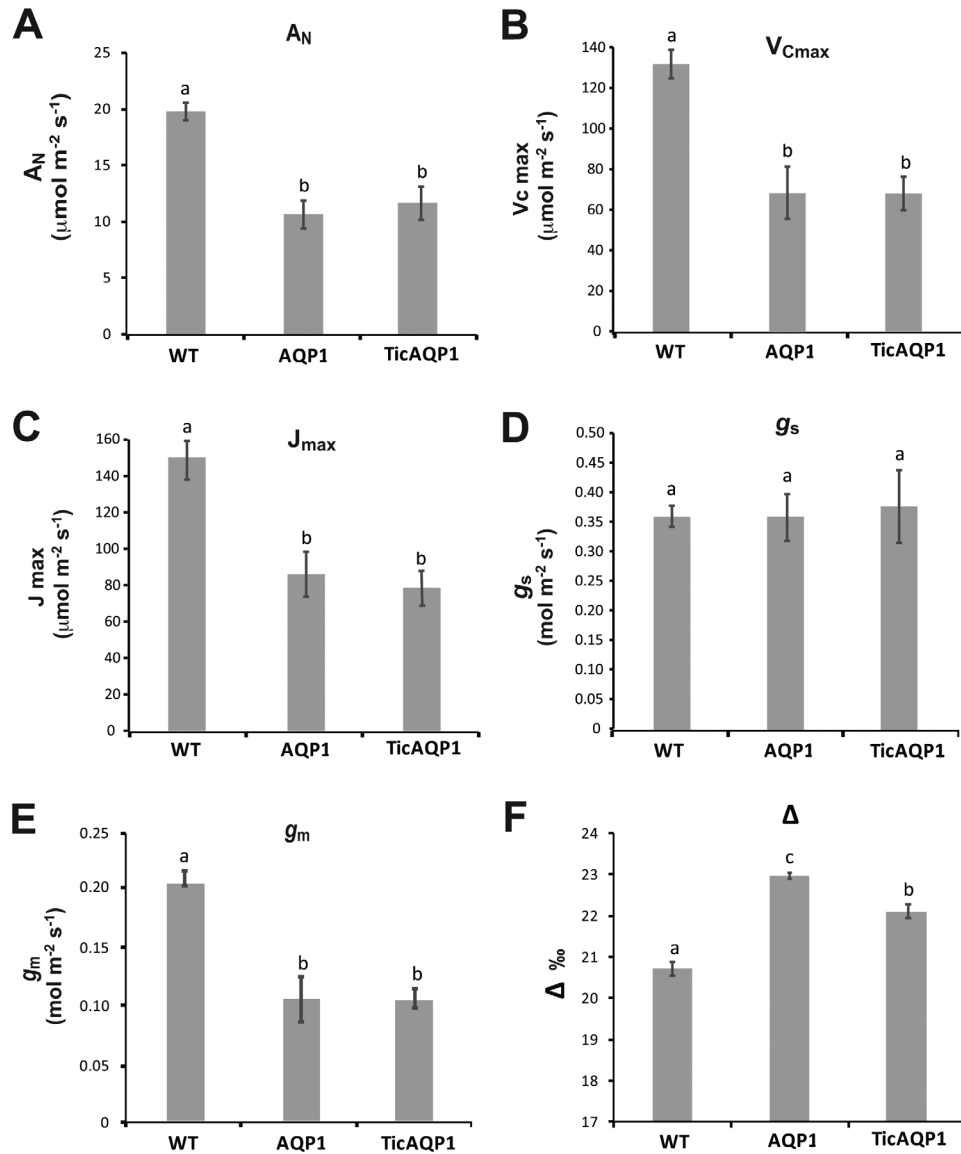 A
A_N
A_N
(μmol m⁻² s⁻¹)
25
20
15
10
5
0
a
b
b
WT
AQP1
TicAQP1
B
V_Cmax
Vc max
(μmol m⁻² s⁻¹)
140
120
100
80
60
40
20
0
a
b
b
WT
AQP1
TicAQP1
C
J_max
J max
(μmol m⁻² s⁻¹)
160
140
120
100
80
60
40
20
0
a
b
b
WT
AQP1
TicAQP1
D
g_s
g_s
(mol m⁻² s⁻¹)
0.50
0.45
0.40
0.35
0.30
0.25
0.20
0.15
0.10
0.05
0
a
a
a
WT
AQP1
TicAQP1
E
g_m
g_m
(mol m⁻² s⁻¹)
0.25
0.20
0.15
0.10
0.05
0
a
b
b
WT
AQP1
TicAQP1
F
Δ
Δ ‰
23
24
22
21
20
19
18
17
a
c
b
WT
AQP1
TicAQP1